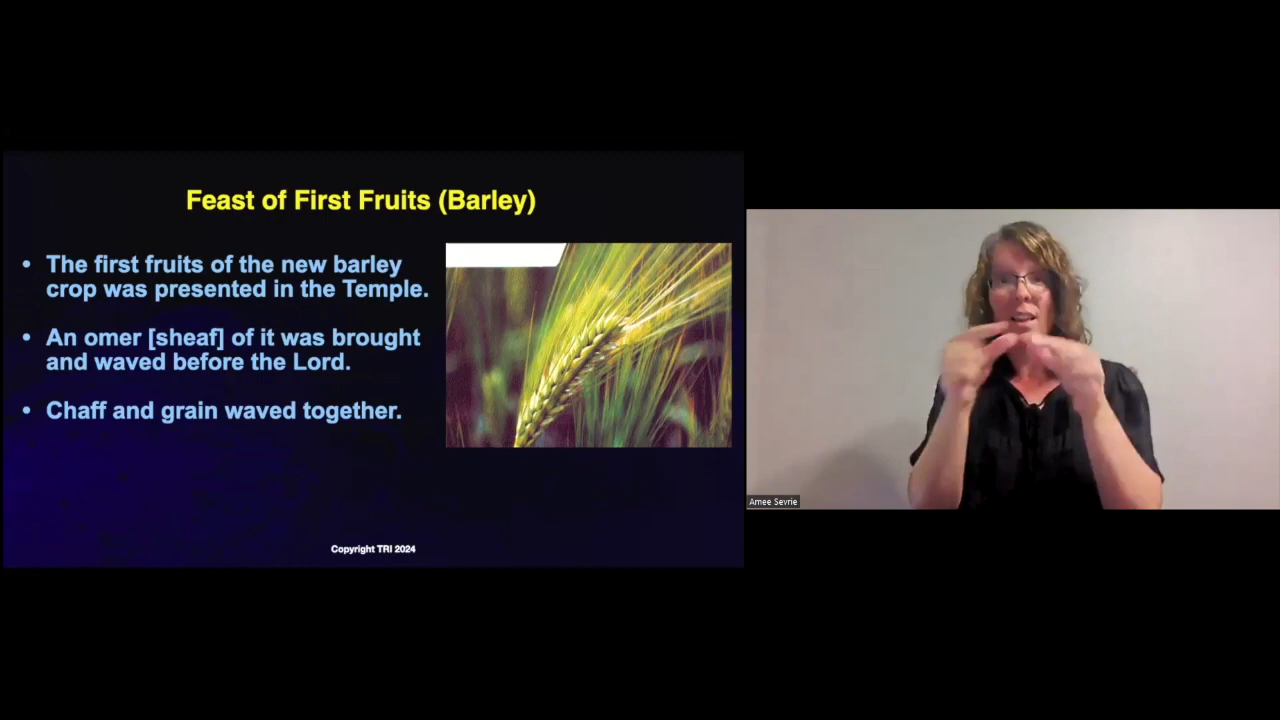 Feast of First Fruits (Barley)
• The first fruits of the new barley
crop was presented in the Temple.
• An omer [sheaf] of it was brought
and waved before the Lord.
• Chaff and grain waved together.
Copyright TRI 2024
Amee Sevrie